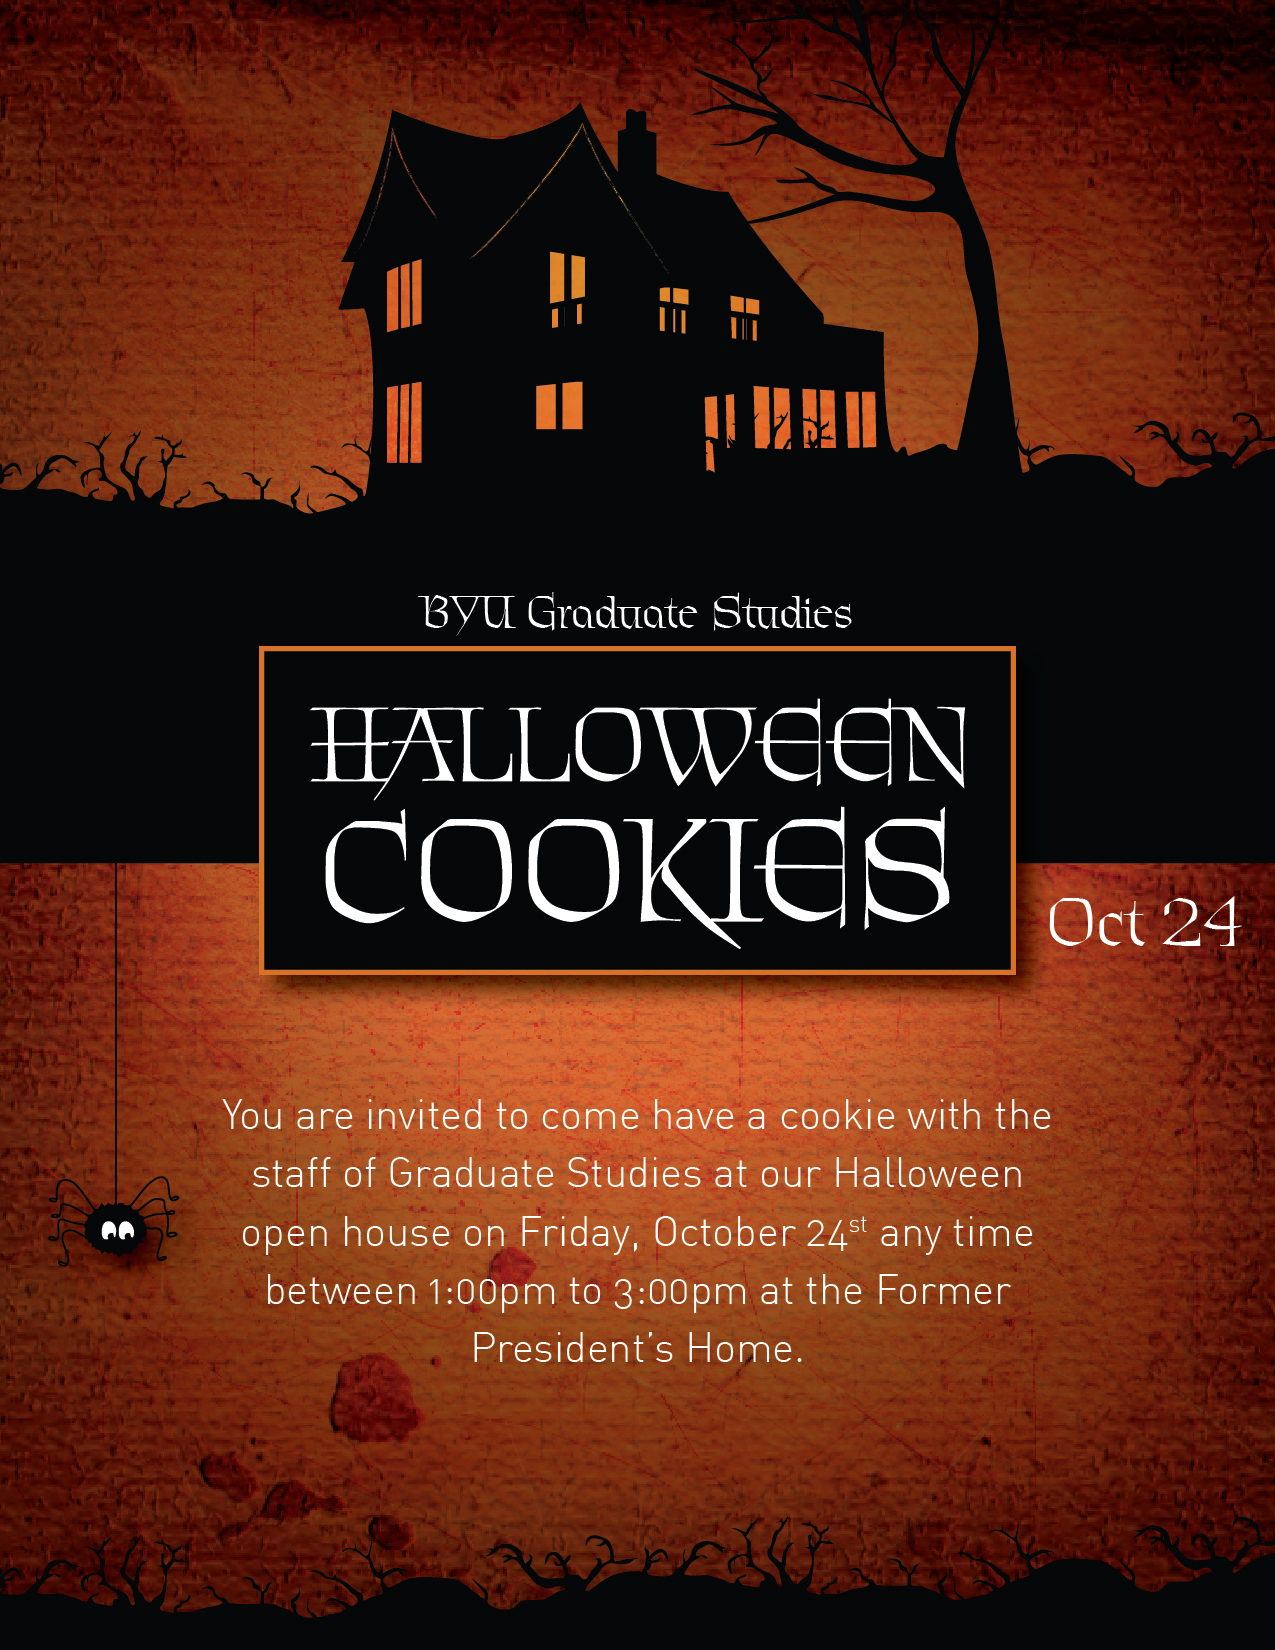 BYU Graduate Studies
HALLOWEEN
COOKIES
Oct 24
You are invited to come have a cookie with the
staff of Graduate Studies at our Halloween
open house on Friday, October 24st any time
between 1:00pm to 3:00pm at the Former
President’s Home.